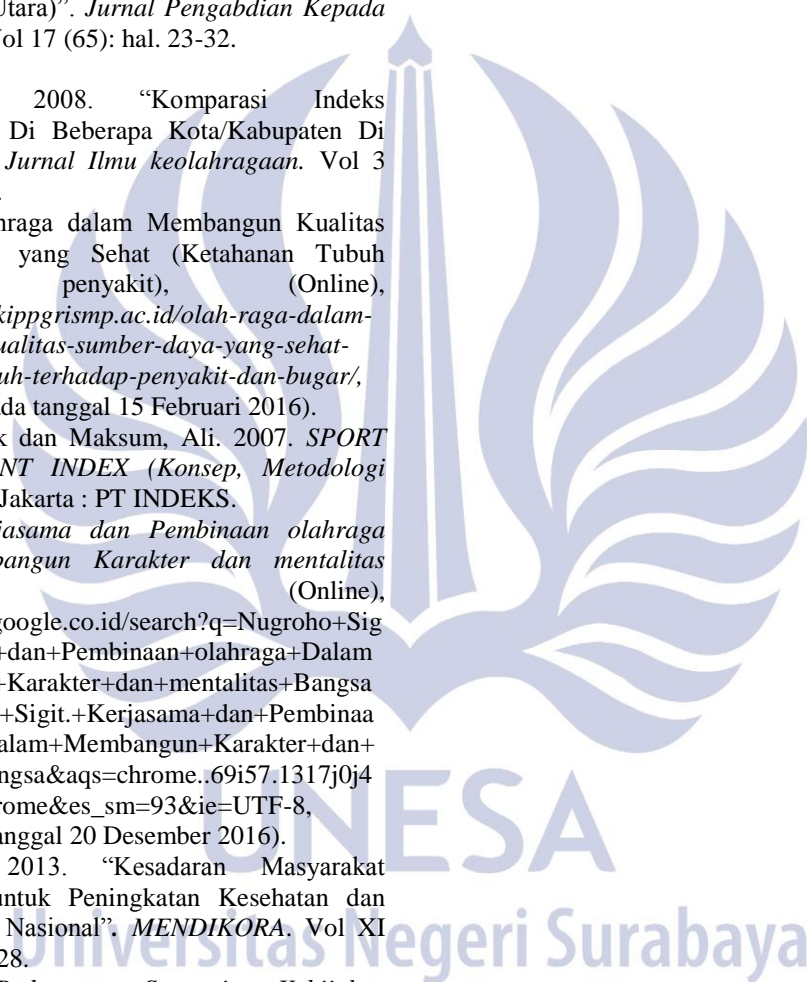 Utara)”. Jurnal Pengabdian Kepada
Vol 17 (65): hal. 23-32.
2008. “Komparasi Indeks
Di Beberapa Kota/Kabupaten Di
Jurnal Ilmu keolahragaan. Vol 3
dalam Membangun Kualitas
yang Sehat (Ketahanan Tubuh
penyakit), (Online),
kippgrismp.ac.id/olah-raga-dalam-
ualitas-sumber-daya-yang-sehat-
uh-terhadap-penyakit-dan-bugar/,
da tanggal 15 Februari 2016).
k dan Maksum, Ali. 2007. SPORT
NT INDEX (Konsep, Metodologi
Jakarta : PT INDEKS.
jasama dan Pembinaan olahraga
bangun Karakter dan mentalitas
(Online),
google.co.id/search?q=Nugroho+Sig
+dan+Pembinaan+olahraga+Dalam
+Karakter+dan+mentalitas+Bangsa
+Sigit.+Kerjasama+dan+Pembinaa
alam+Membangun+Karakter+dan+
ngsa&aqs=chrome..69i57.1317j0j4
rome&es_sm=93&ie=UTF-8,
anggal 20 Desember 2016).
2013. “Kesadaran Masyarakat
untuk Peningkatan Kesehatan dan
Nasional”. MENDIKORA. Vol XI
28.
UNESA
Universitas Negeri Surabaya